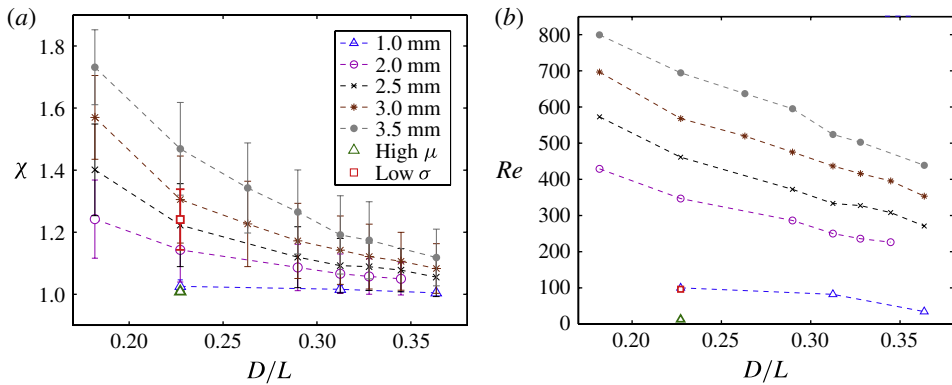 (a)
1.8
1.6
1.4
1.2
1.0
χ
0.20 0.25 0.30 0.35
D/L
1.0 mm
2.0 mm
2.5 mm
3.0 mm
3.5 mm
High μ
Low σ
(b)
800
700
600
500
400
300
200
100
0
Re
0.20 0.25 0.30 0.35
D/L